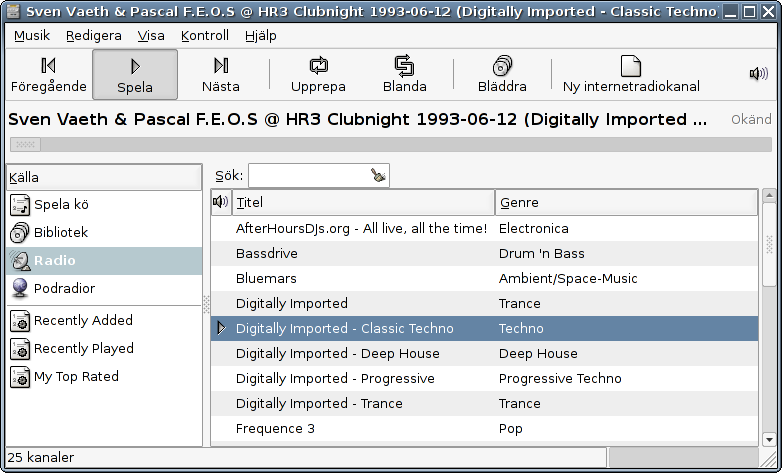 Sven Vaeth & Pascal F.E.O.S @ HR3 Clubnight 1993-06-12 (Digitally Imported - Classic Techno
Musik Redigera Visa Kontroll Hjälp
Föregående Spela Nästa Upprepa Blanda Bläddra Ny internetradiokanal
Sven Vaeth & Pascal F.E.O.S @ HR3 Clubnight 1993-06-12 (Digitally Imported ... Okänd
Källa
Spela kö
Bibliotek
Radio
Podradior
Recently Added
Recently Played
My Top Rated
Sök:
Titel Genre
AfterHoursDJs.org - All live, all the time! Electronica
Bassdrive Drum 'n Bass
Bluemars Ambient/Space-Music
Digitally Imported Trance
Digitally Imported - Classic Techno Techno
Digitally Imported - Deep House Deep House
Digitally Imported - Progressive Progressive Techno
Digitally Imported - Trance Trance
Frequence 3 Pop
25 kanaler